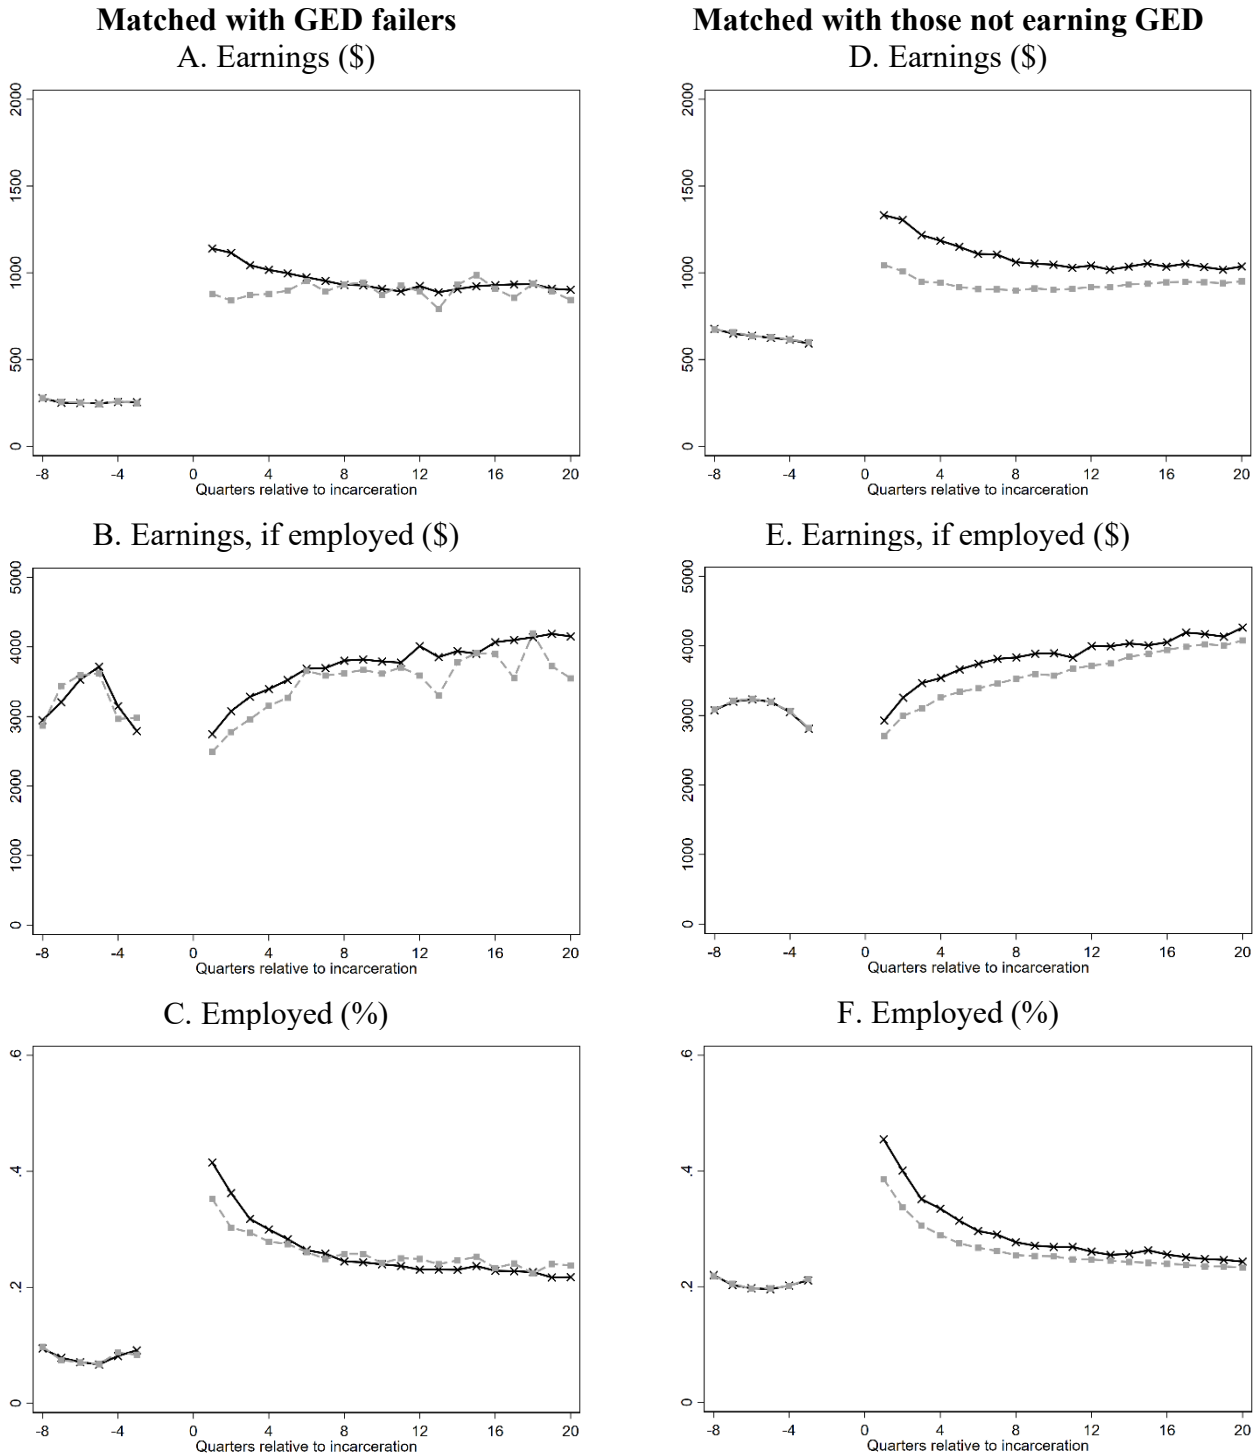 Matched with GED failers
A. Earnings ($)
2000
1500
1000
500
0
-8 -4 0 4 8 12 16 20
Quarters relative to incarceration
B. Earnings, if employed ($)
5000
4000
3000
2000
1000
0
-8 -4 0 4 8 12 16 20
Quarters relative to incarceration
C. Employed (%)
.6
.4
.2
0
-8 -4 0 4 8 12 16 20
Quarters relative to incarceration
Matched with those not earning GED
D. Earnings ($)
2000
1500
1000
500
0
-8 -4 0 4 8 12 16 20
Quarters relative to incarceration
E. Earnings, if employed ($)
5000
4000
3000
2000
1000
0
-8 -4 0 4 8 12 16 20
Quarters relative to incarceration
F. Employed (%)
.6
.4
.2
0
-8 -4 0 4 8 12 16 20
Quarters relative to incarceration